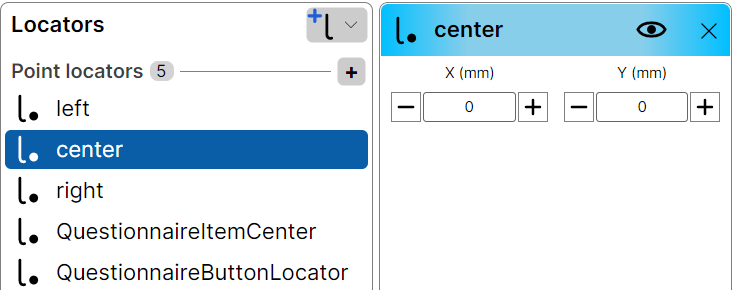 Locators
Point locators 5
left
center
right
QuestionnaireItemCenter
QuestionnaireButtonLocator
center
X (mm) Y (mm)
0 0